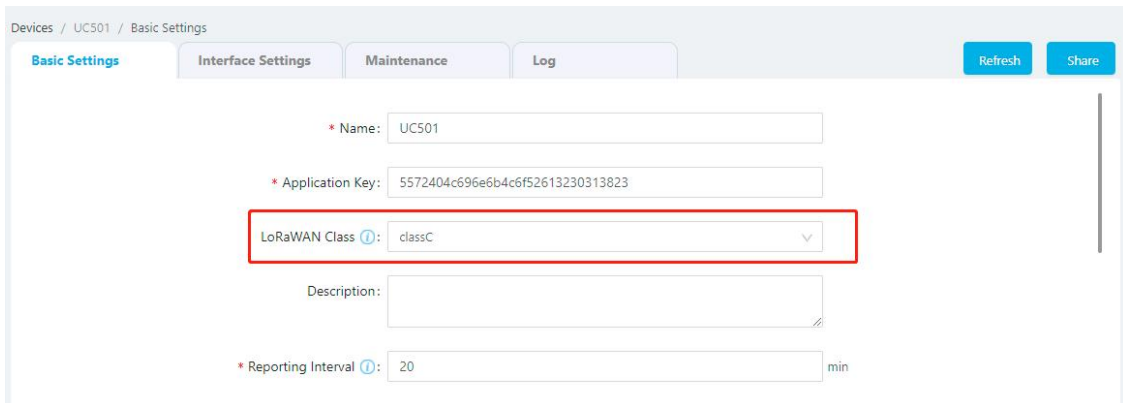 Devices / UC501 / Basic Settings
Basic Settings Interface Settings Maintenance Log Refresh Share
* Name: UC501
* Application Key: 5572404c696e6b4c6f52613230313823
LoRaWAN Class i : classC
Description:
* Reporting Interval i : 20 min